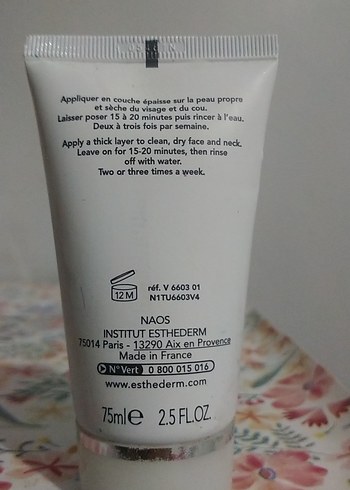 Appliquer en couche épaisse sur la peau propre
et sèche du visage et du cou.
Laisser poser 15 à 20 minutes puis rincer à l'eau.
Deux à trois fois par semaine.
Apply a thick layer to clean, dry face and neck.
Leave on for 15-20 minutes, then rinse
off with water.
Two or three times a week.
12 M
réf. V 6603 01
N1TU6603V4
NAOS
INSTITUT ESTHEDERM
75014 Paris - 13290 Aix en Provence
Made in France
N° Vert 0 800 015 016
www.esthederm.com
75ml e 2.5 FL.OZ.